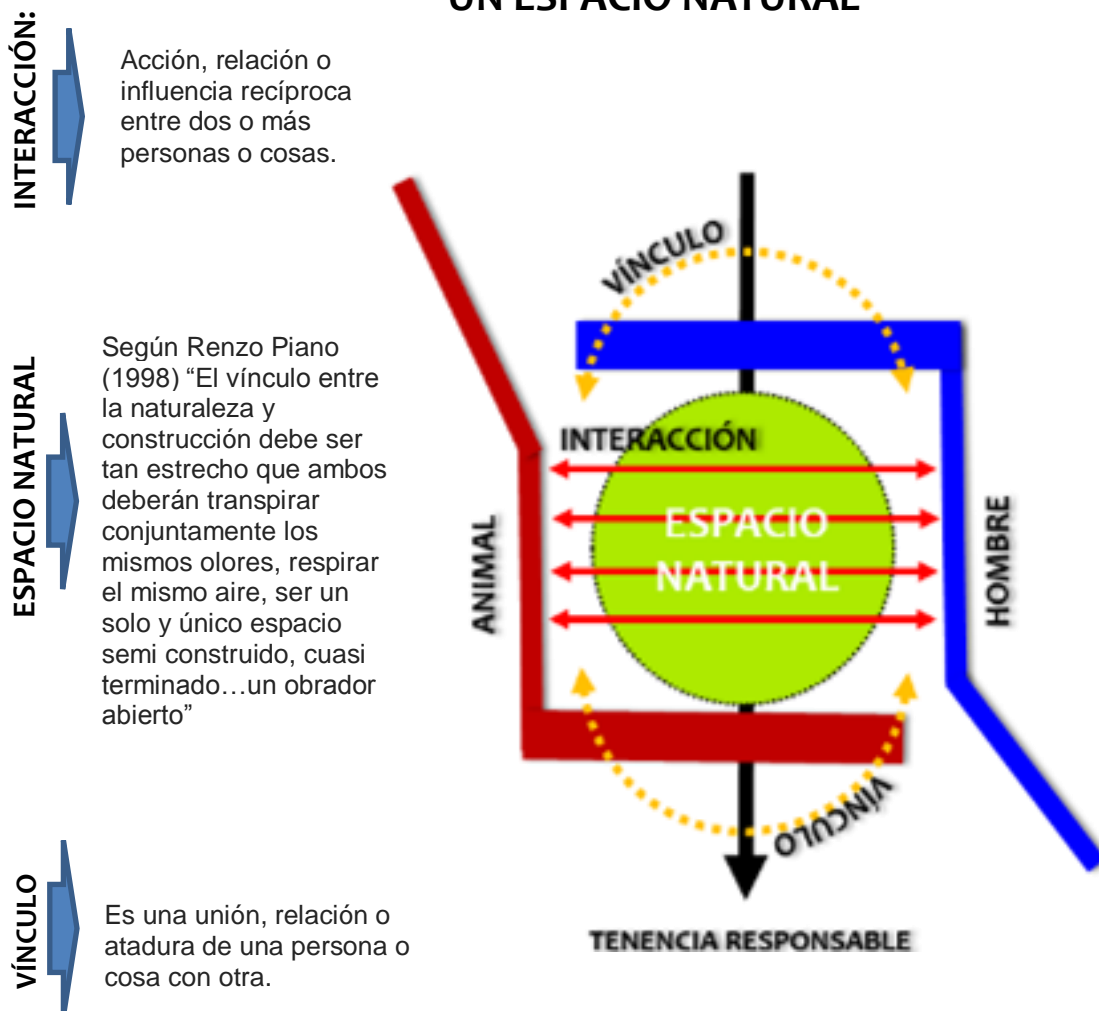 UN ESPACIO NATURAL
INTERACCIÓN:
Acción, relación o
influencia recíproca
entre dos o más
personas o cosas.
ESPACIO NATURAL
Según Renzo Piano
(1998) “El vínculo entre
la naturaleza y
construcción debe ser
tan estrecho que ambos
deberán transpirar
conjuntamente los
mismos olores, respirar
el mismo aire, ser un
solo y único espacio
semi construido, cuasi
terminado…un obrador
abierto”
VÍNCULO
Es una unión, relación o
atadura de una persona o
cosa con otra.
VÍNCULO
INTERACCIÓN
ESPACIO
NATURAL
ANIMAL
HOMBRE
VÍNCULO
TENENCIA RESPONSABLE